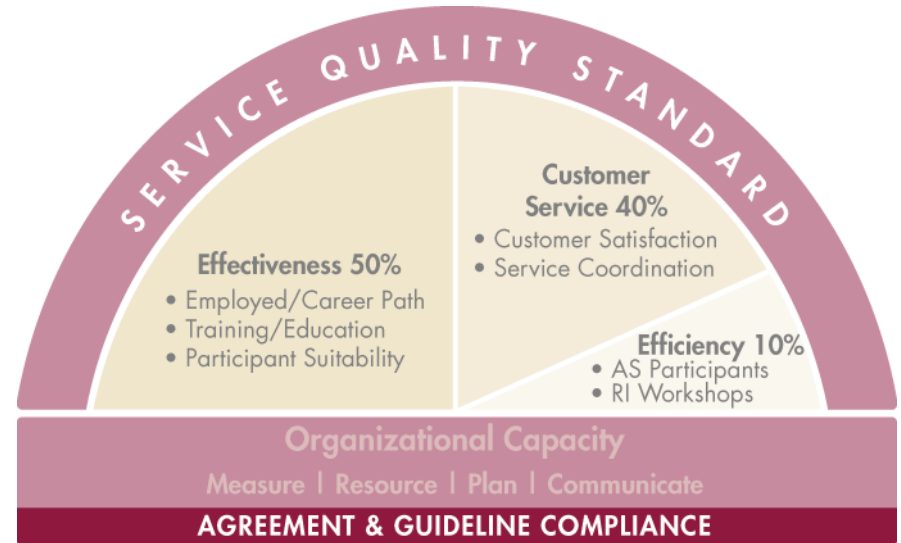 SERVICE QUALITY STANDARD
Effectiveness 50%
• Employed/Career Path
• Training/Education
• Participant Suitability
Customer
Service 40%
• Customer Satisfaction
• Service Coordination
Efficiency 10%
• AS Participants
• RI Workshops
Organizational Capacity
Measure | Resource | Plan | Communicate
AGREEMENT & GUIDELINE COMPLIANCE